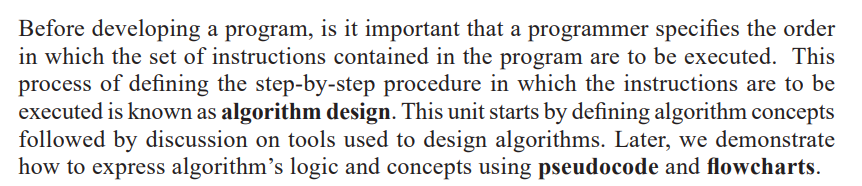 Before developing a program, is it important that a programmer specifies the order
in which the set of instructions contained in the program are to be executed. This
process of defining the step-by-step procedure in which the instructions are to be
executed is known as algorithm design. This unit starts by defining algorithm concepts
followed by discussion on tools used to design algorithms. Later, we demonstrate
how to express algorithm’s logic and concepts using pseudocode and flowcharts.